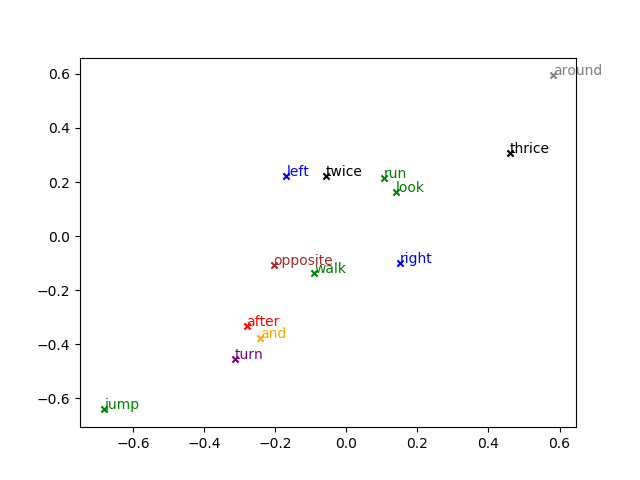 around
0.6
0.4
thrice
left
twice
run
0.2
look
0.0
right
opposite
walk
−0.2
after
and
−0.4
turn
−0.6
jump
−0.6
−0.4
−0.2
0.0
0.2
0.4
0.6